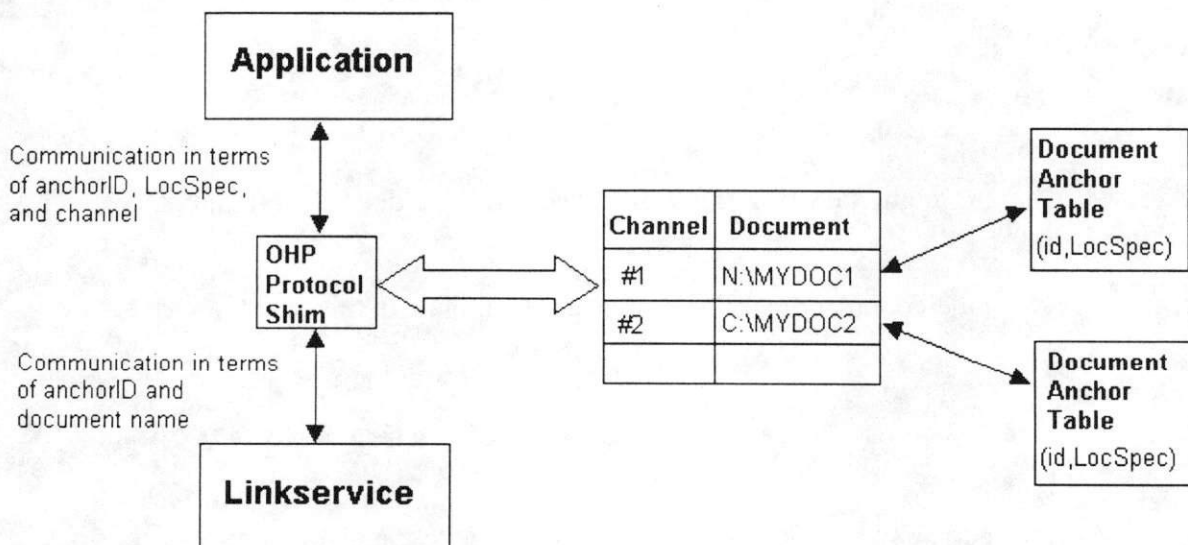 Application
Communication in terms
of anchorID, LocSpec,
and channel
OHP
Protocol
Shim
Communication in terms
of anchorID and
document name
Linkservice
Channel Document
#1 N:\MYDOC1
#2 C:\MYDOC2
Document
Anchor
Table
(id,LocSpec)
Document
Anchor
Table
(id,LocSpec)